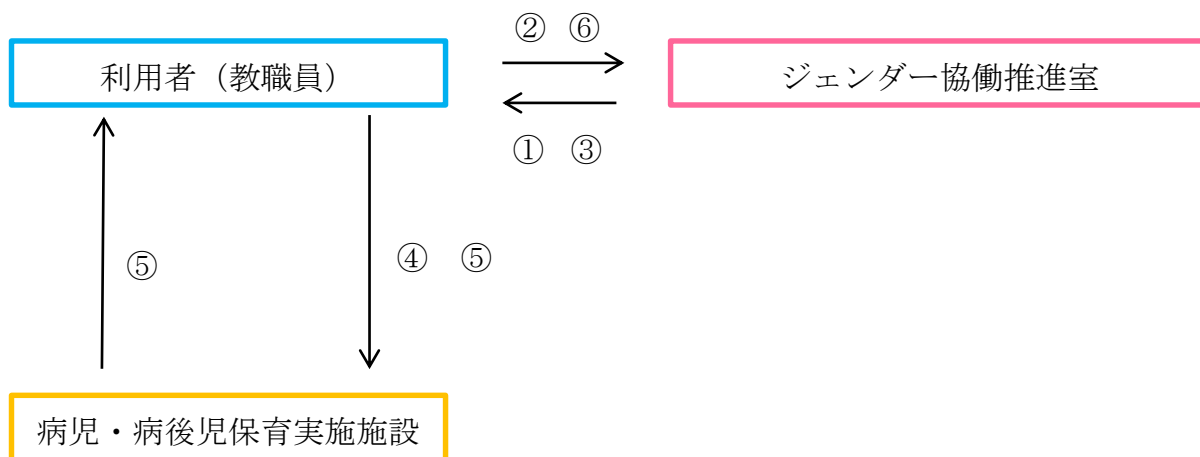 ② ⑥
利用者（教職員）
ジェンダー協働推進室
① ③
⑤
④ ⑤
病児・病後児保育実施施設